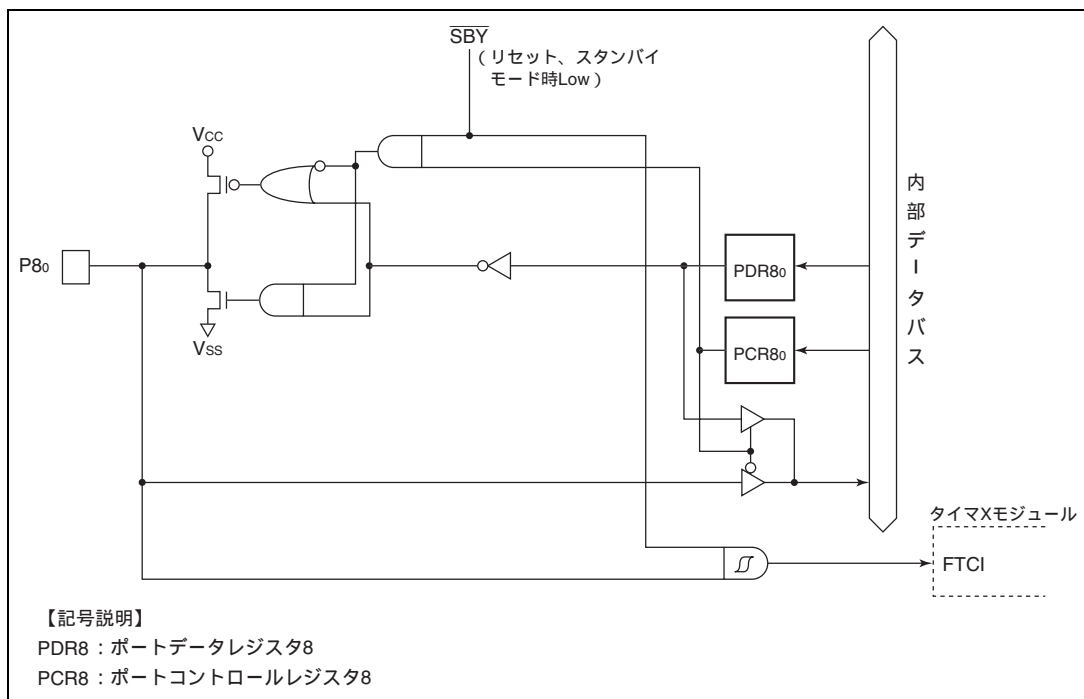 SBY
（リセット、スタンバイ
モード時Low）
VCC
P80
VSS
PDR80
PCR80
内部データバス
タイマXモジュール
FTCI
【記号説明】
PDR8：ポートデータレジスタ8
PCR8：ポートコントロールレジスタ8